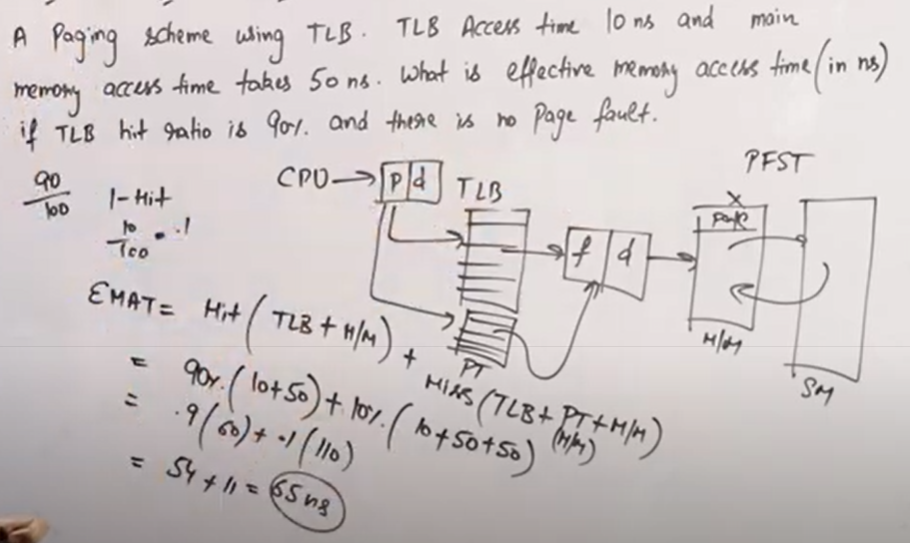 A Paging scheme using TLB. TLB Access time 10 ns and main
memory access time takes 50 ns. What is effective memory access time (in ns)
if TLB hit ratio is 90%. and there is no Page fault.
PFST
90
100
1-Hit
10
100
= .1
CPU → p d
TLB
f d
X
Page
PT
M/M
SM
EMAT = Hit ( TLB + M/M ) + Miss (TLB + PT + M/M)
(M/M)
= 90%. (10+50) + 10%. ( 10+50+50)
= .9(60) + .1(110)
= 54 + 11 = 65 ns